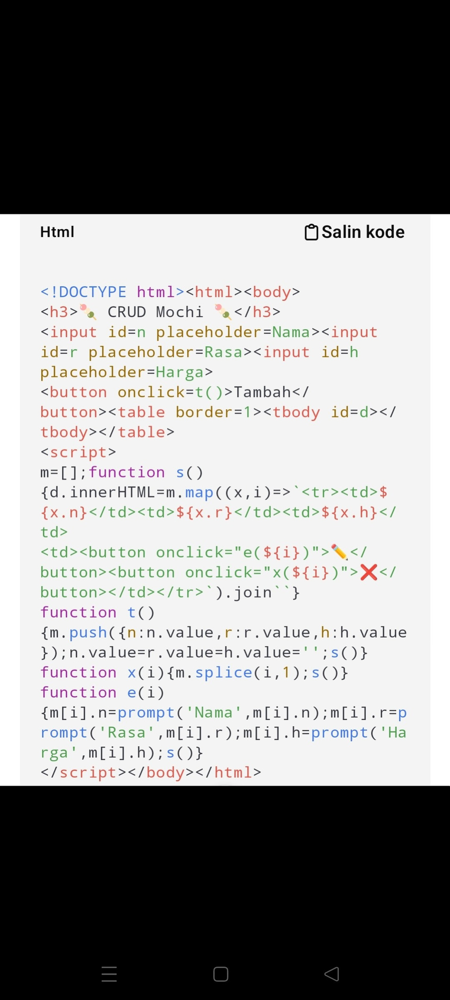 Html
Salin kode
<!DOCTYPE html><html><body>
<h3>🍡 CRUD Mochi 🍡</h3>
<input id=n placeholder=Nama><input
id=r placeholder=Rasa><input id=h
placeholder=Harga>
<button onclick=t()>Tambah</
button><table border=1><tbody id=d></
tbody></table>
<script>
m=[];function s()
{d.innerHTML=m.map((x,i)=>`<tr><td>$
{x.n}</td><td>${x.r}</td><td>${x.h}</
td>
<td><button onclick="e(${i})">✏️</
button><button onclick="x(${i})">❌</
button></td></tr>`).join``}
function t()
{m.push({n:n.value,r:r.value,h:h.value
});n.value=r.value=h.value='';s()}
function x(i){m.splice(i,1);s()}
function e(i)
{m[i].n=prompt('Nama',m[i].n);m[i].r=p
rompt('Rasa',m[i].r);m[i].h=prompt('Ha
rga',m[i].h);s()}
</script></body></html>